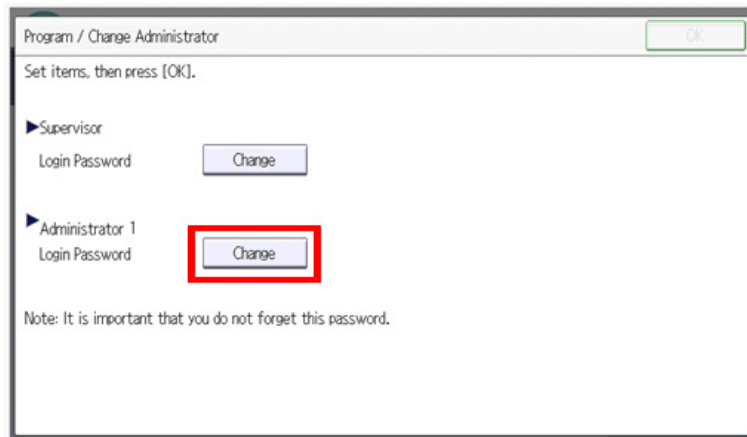 Program / Change Administrator OK
Set items, then press [OK].
Supervisor
Login Password Change
Administrator 1
Login Password Change
Note: It is important that you do not forget this password.